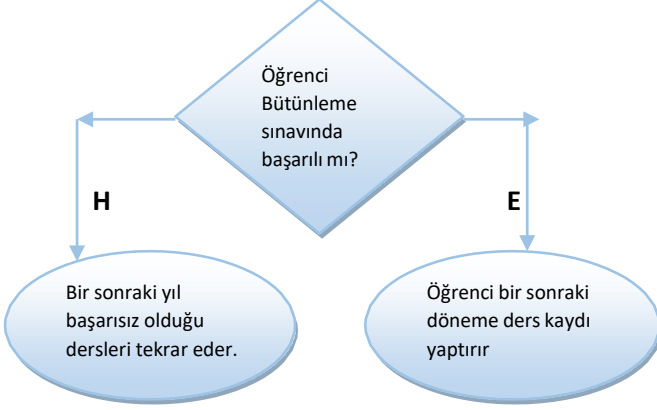 Öğrenci
Bütünleme
sınavında
başarılı mı?
H
E
Bir sonraki yıl
başarısız olduğu
dersleri tekrar eder.
Öğrenci bir sonraki
döneme ders kaydı
yaptırır